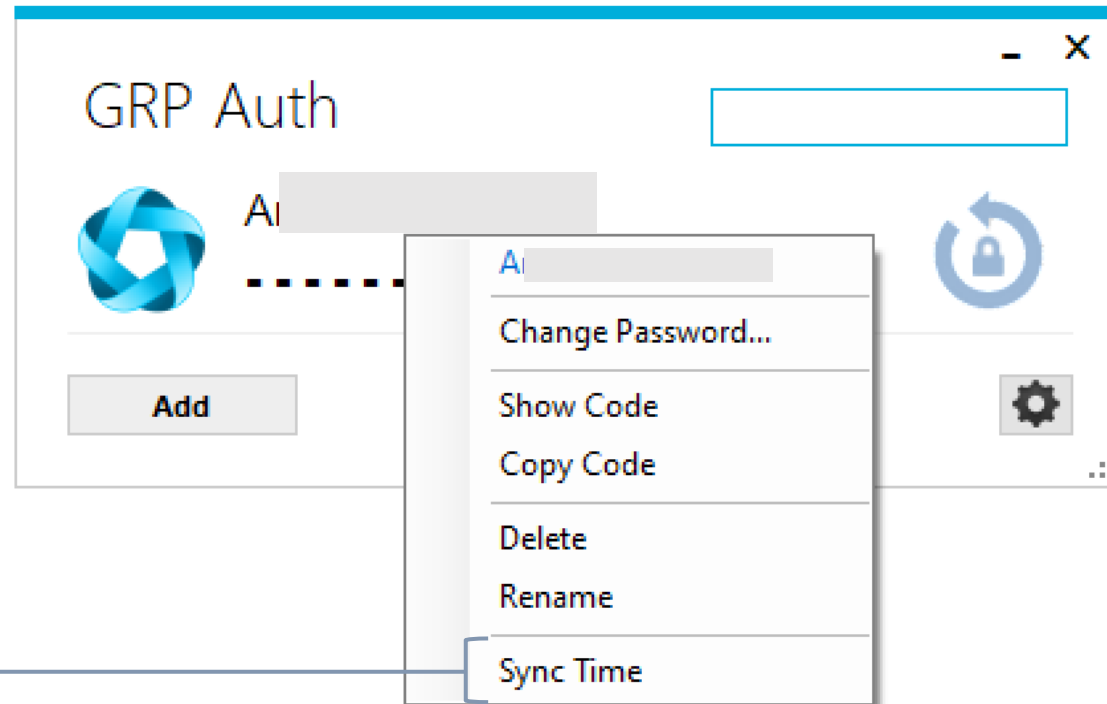 GRP Auth
Change Password...
Add
Show Code
Copy Code
Delete
Rename
Sync Time